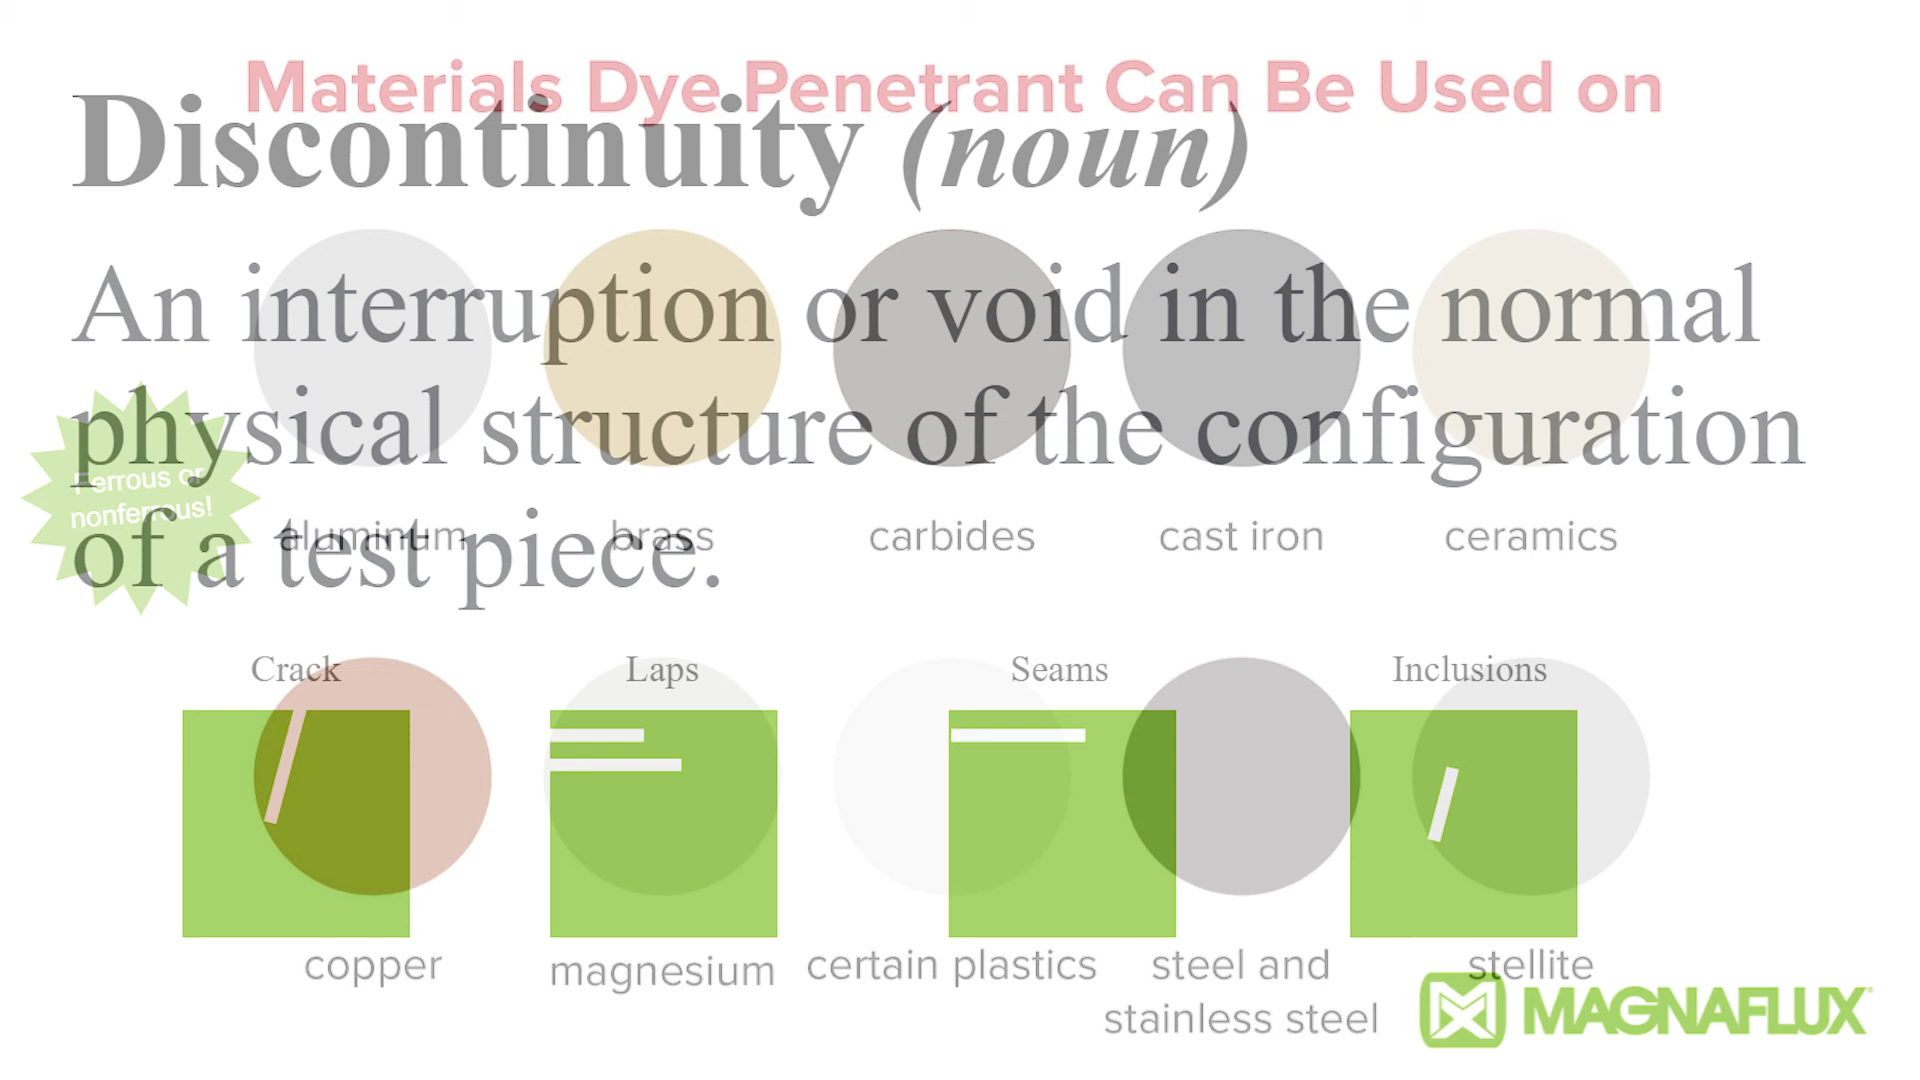 Materials Dye Penetrant Can Be Used on
Discontinuity (noun)
An interruption or void in the normal
physical structure of the configuration
of a test piece.
Ferrous or
nonferrous!
aluminum
brass
carbides
cast iron
ceramics
Crack
Laps
Seams
Inclusions
copper
magnesium
certain plastics
steel and
stainless steel
stellite
MAGNAFLUX